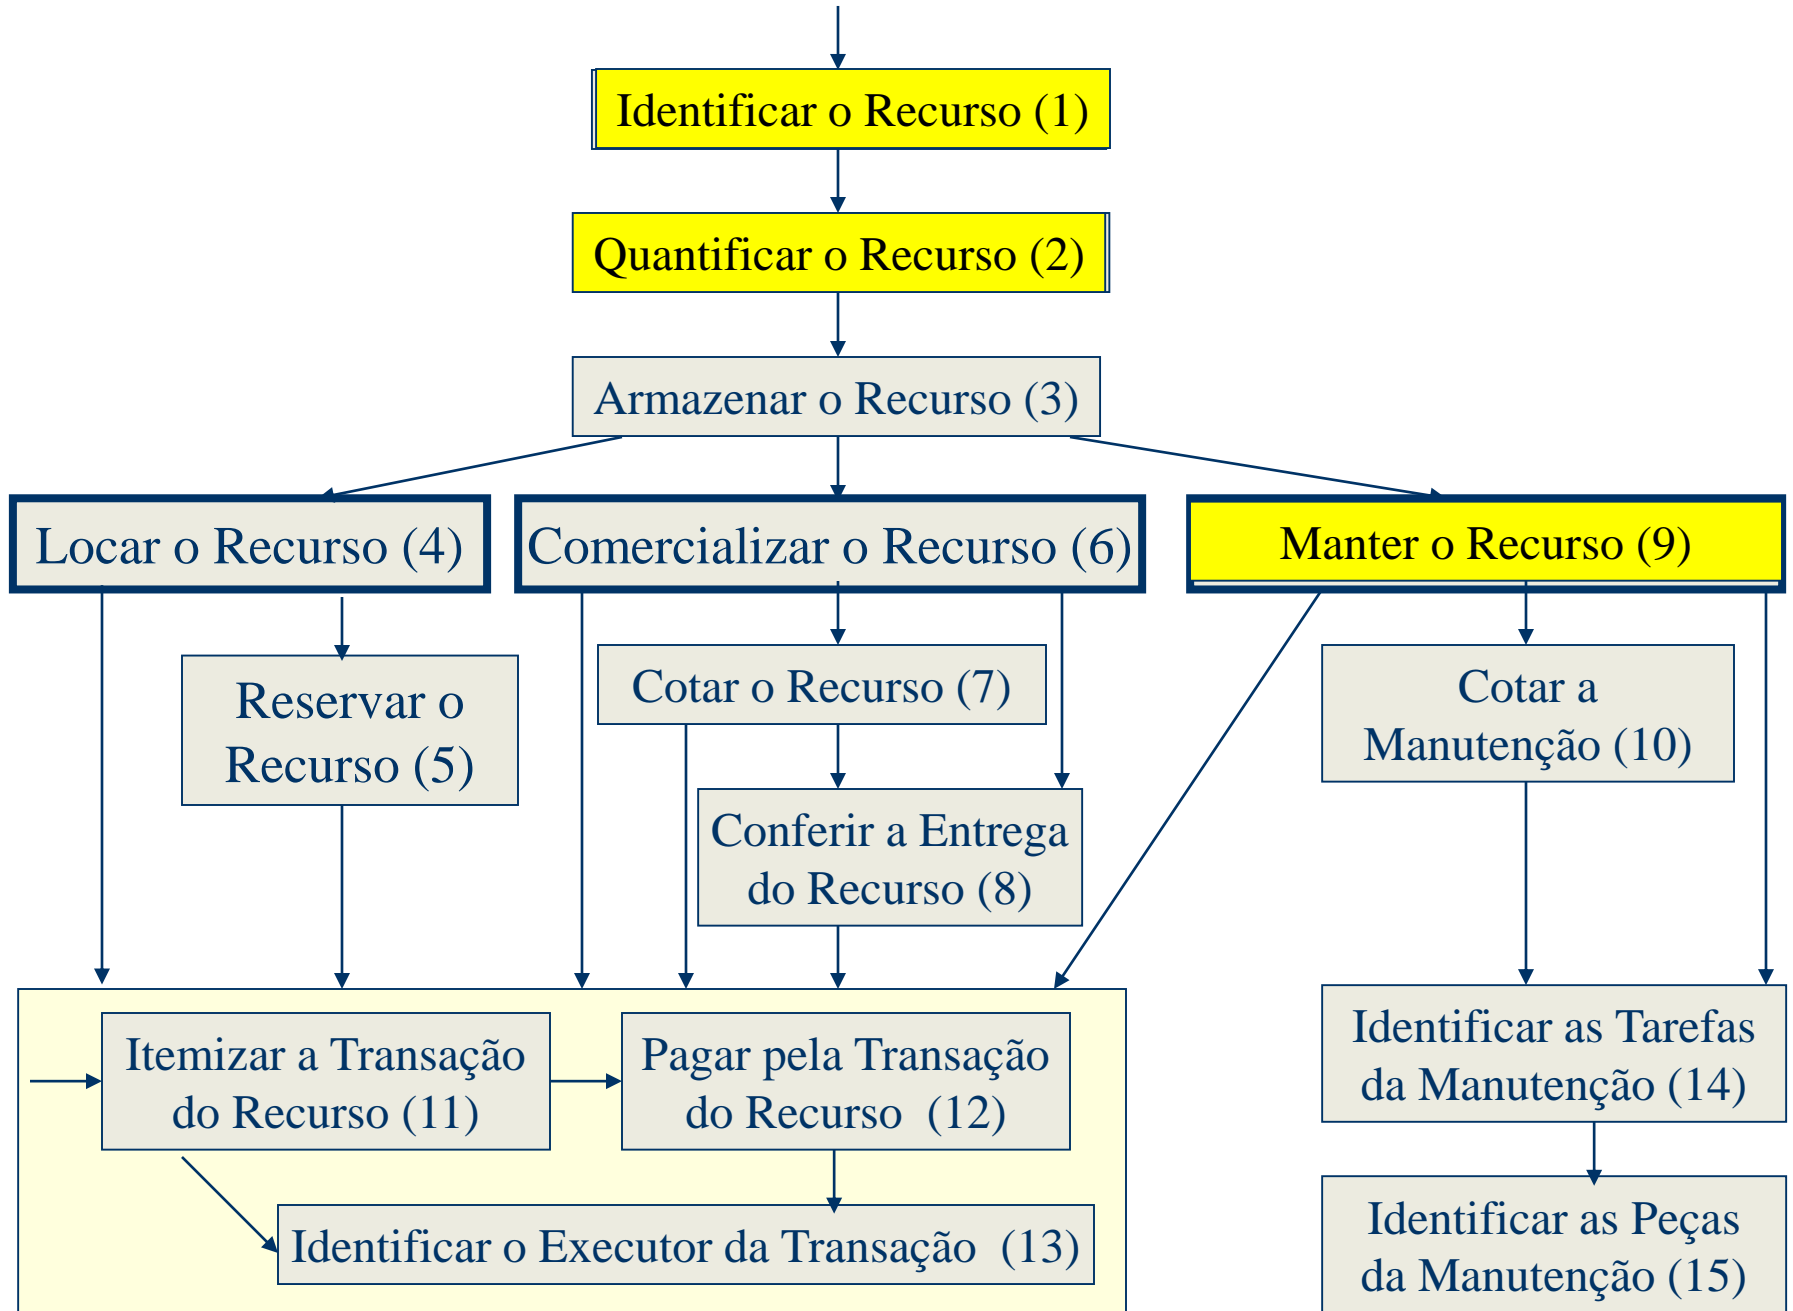 Identificar o Recurso (1)
Quantificar o Recurso (2)
Armazenar o Recurso (3)
Locar o Recurso (4)
Comercializar o Recurso (6)
Manter o Recurso (9)
Reservar o
Recurso (5)
Cotar o Recurso (7)
Cotar a
Manutenção (10)
Conferir a Entrega
do Recurso (8)
Itemizar a Transação
do Recurso (11)
Pagar pela Transação
do Recurso (12)
Identificar as Tarefas
da Manutenção (14)
Identificar o Executor da Transação (13)
Identificar as Peças
da Manutenção (15)